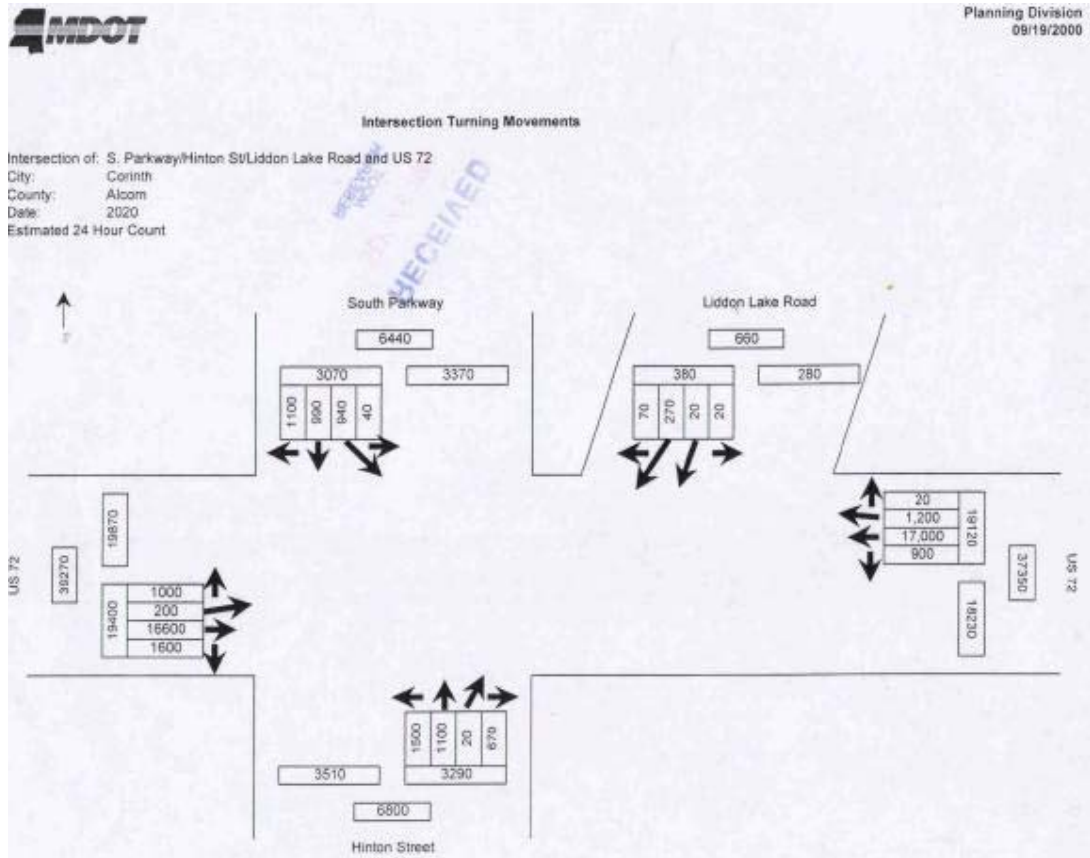 MDOT
Planning Division
09/19/2000
Intersection Turning Movements
Intersection of: S. Parkway/Hinton St/Liddon Lake Road and US 72
City: Corinth
County: Alcorn
Date: 2020
Estimated 24 Hour Count
RECEIVED
South Parkway
Liddon Lake Road
6440
660
3070
3370
380
280
1100 990 940 40
70 270 20 20
20
1,200
17,000
900
19120
37350
18230
US 72
US 72
39270
19870
19400
1000
200
16600
1600
1500 1100 20 670
3510
3290
6800
Hinton Street